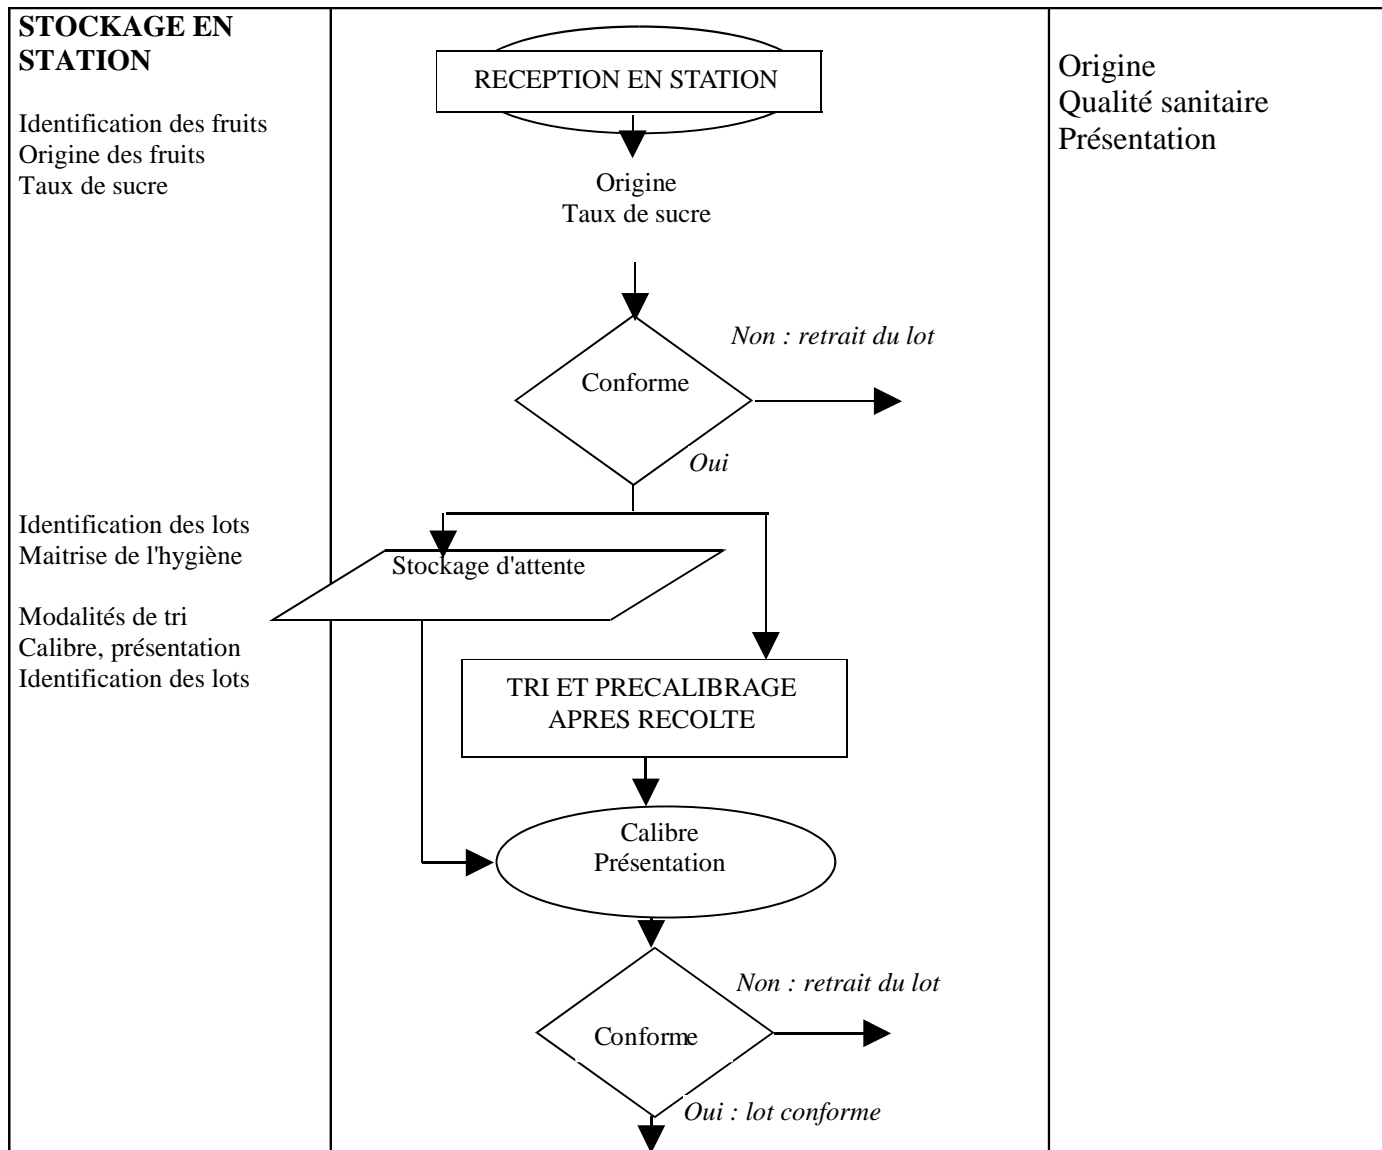 STOCKAGE EN
STATION
Identification des fruits
Origine des fruits
Taux de sucre
Identification des lots
Maitrise de l'hygiène
Modalités de tri
Calibre, présentation
Identification des lots
RECEPTION EN STATION
Origine
Taux de sucre
Non : retrait du lot
Conforme
Oui
Stockage d'attente
TRI ET PRECALIBRAGE
APRES RECOLTE
Calibre
Présentation
Non : retrait du lot
Conforme
Oui : lot conforme
Origine
Qualité sanitaire
Présentation